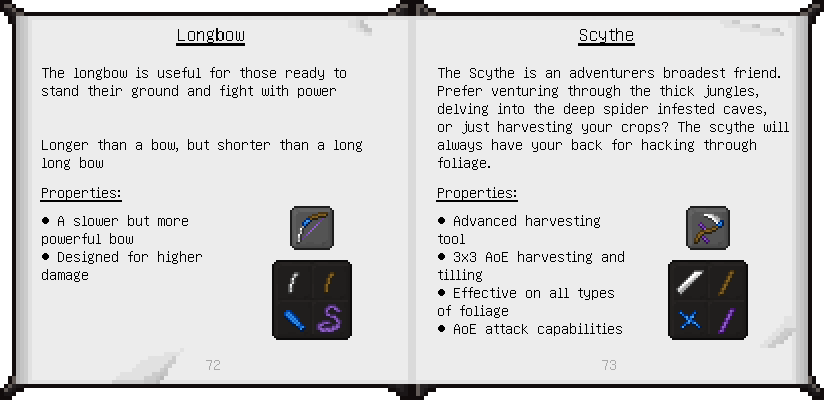 Longbow
The longbow is useful for those ready to
stand their ground and fight with power
Longer than a bow, but shorter than a long
long bow
Properties:
• A slower but more
powerful bow
• Designed for higher
damage
72
Scythe
The Scythe is an adventurers broadest friend.
Prefer venturing through the thick jungles,
delving into the deep spider infested caves,
or just harvesting your crops? The scythe will
always have your back for hacking through
foliage.
Properties:
• Advanced harvesting
tool
• 3x3 AoE harvesting and
tilling
• Effective on all types
of foliage
• AoE attack capabilities
73